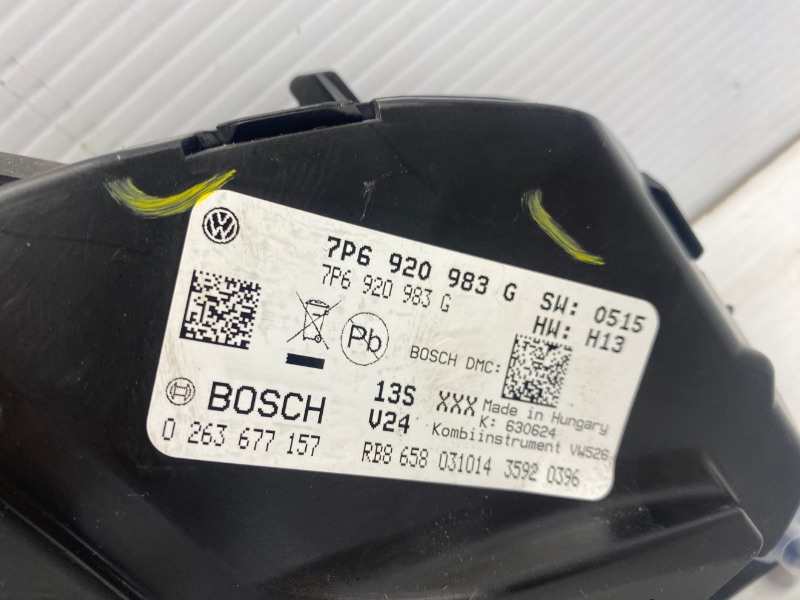 7P6 920 983 G
7P6 920 983 G
SW: 0515
HW: H13
Pb
BOSCH DMC:
BOSCH
13S
V24
XXX
Made in Hungary
K: 630624
Kombiinstrument VW526
0 263 677 157
RB8 658 031014 3592 0396